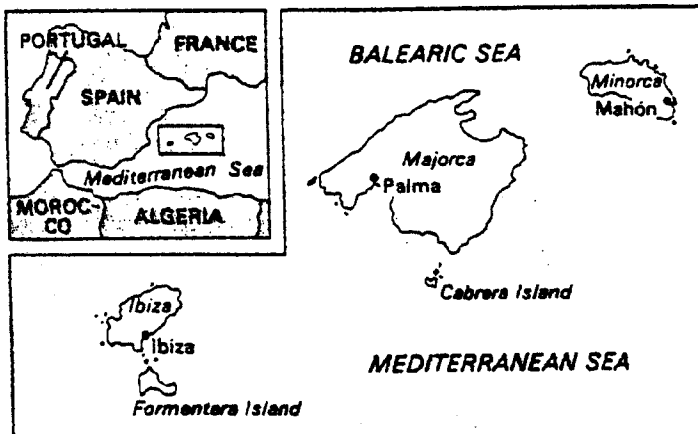 PORTUGAL
FRANCE
SPAIN
Mediterranean Sea
MOROC-
CO
ALGERIA
BALEARIC SEA
Minorca
Mahón
Majorca
Palma
Cabrera Island
Ibiza
Ibiza
MEDITERRANEAN SEA
Formentera Island